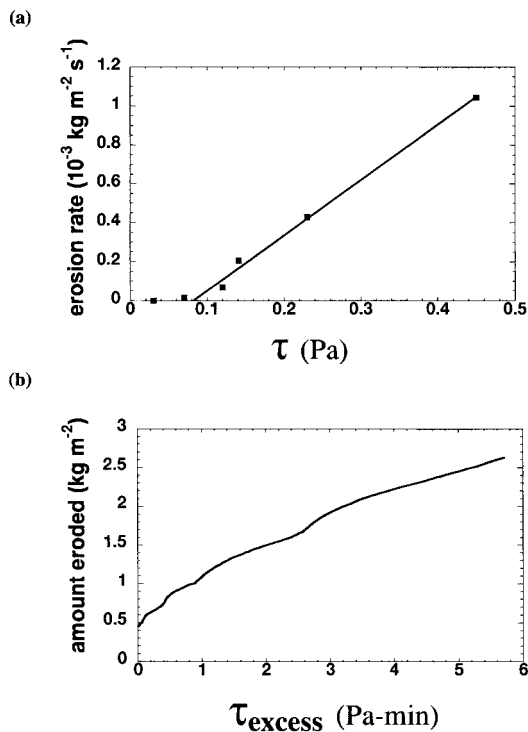 (a)
erosion rate (10⁻³ kg m⁻² s⁻¹)
1.2
1
0.8
0.6
0.4
0.2
0
0 0.1 0.2 0.3 0.4 0.5
τ (Pa)
(b)
amount eroded (kg m⁻²)
3
2.5
2
1.5
1
0.5
0
0 1 2 3 4 5 6
τexcess (Pa-min)